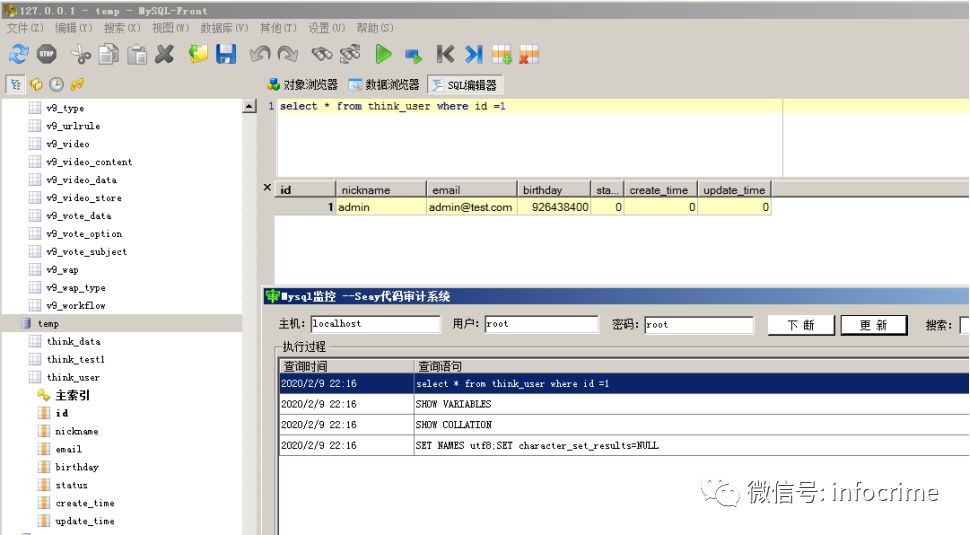 127.0.0.1 - temp - MySQL-Front
文件(Z) 编辑(Y) 搜索(X) 视图(W) 数据库(V) 其他(T) 设置(U) 帮助(S)
STOP
对象浏览器 数据浏览器 SQL编辑器
1 select * from think_user where id =1
v9_type
v9_urlrule
v9_video
v9_video_content
v9_video_data
v9_video_store
v9_vote_data
v9_vote_option
v9_vote_subject
v9_wap
v9_wap_type
v9_workflow
temp
think_data
think_test1
think_user
主索引
id
nickname
email
birthday
status
create_time
update_time
id nickname email birthday sta... create_time update_time
1 admin admin@test.com 926438400 0 0 0
Mysql监控 --Seay代码审计系统
主机: localhost 用户: root 密码: root 下断 更新 搜索:
执行过程
查询时间 查询语句
2020/2/9 22:16 select * from think_user where id =1
2020/2/9 22:16 SHOW VARIABLES
2020/2/9 22:16 SHOW COLLATION
2020/2/9 22:16 SET NAMES utf8;SET character_set_results=NULL
微信号: infocrime